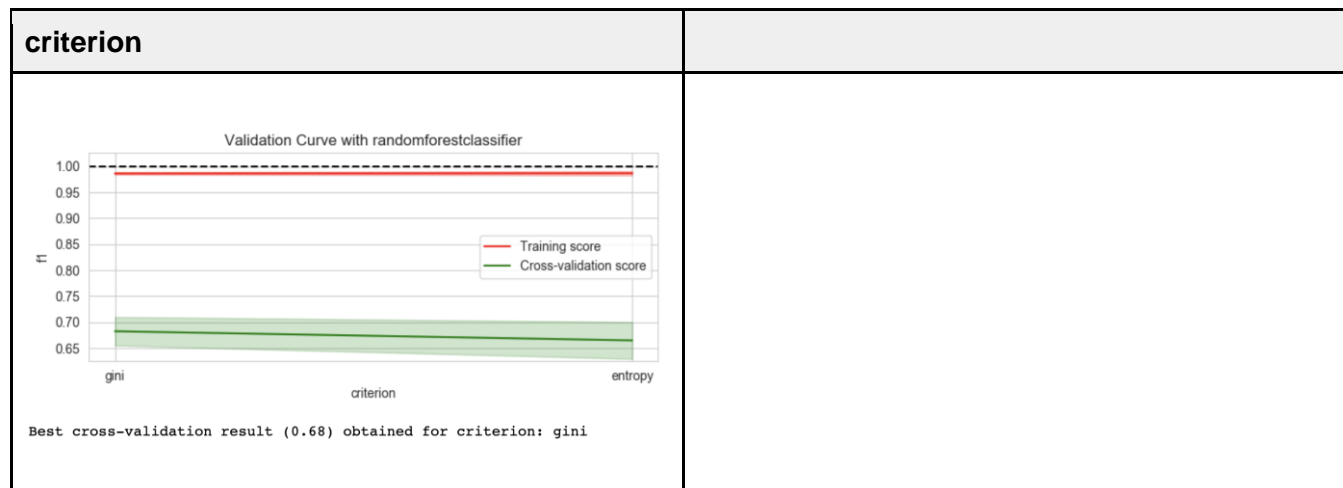 criterion
Validation Curve with randomforestclassifier
1.00
0.95
0.90
0.85
0.80
0.75
0.70
0.65
f1
Training score
Cross-validation score
gini
entropy
criterion
Best cross-validation result (0.68) obtained for criterion: gini